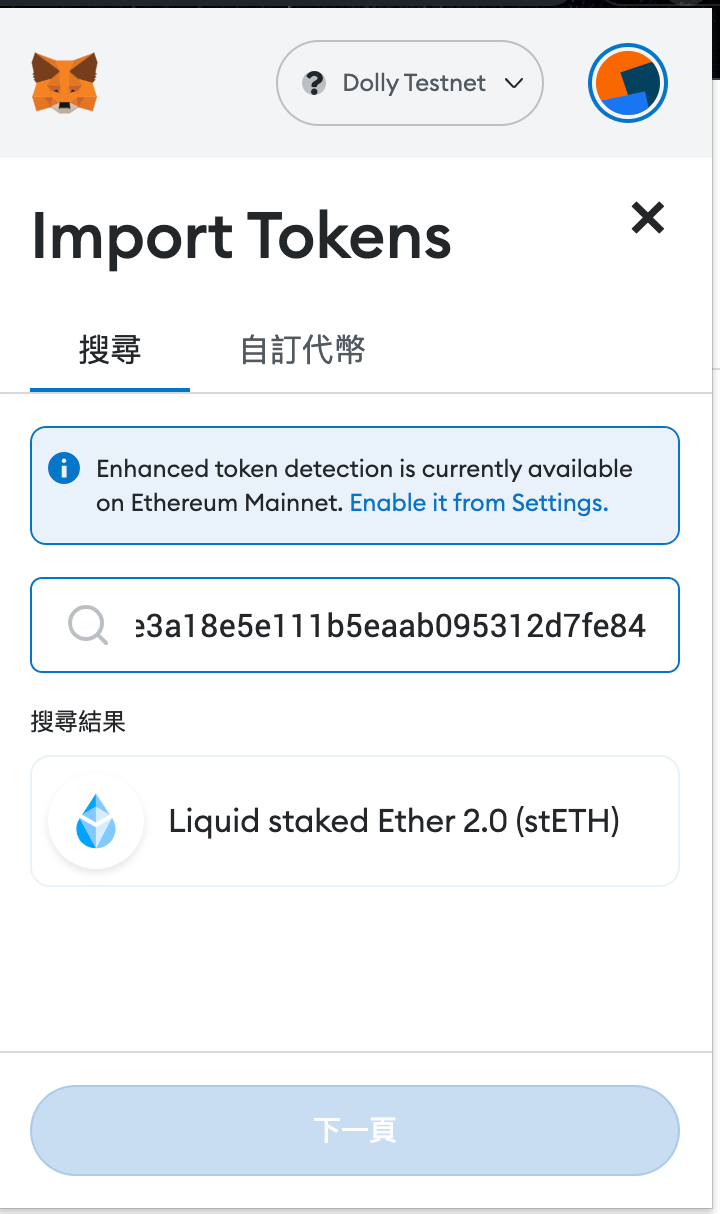 Dolly Testnet
Import Tokens
搜尋
自訂代幣
Enhanced token detection is currently available
on Ethereum Mainnet. Enable it from Settings.
e3a18e5e111b5eaab095312d7fe84
搜尋結果
Liquid staked Ether 2.0 (stETH)
下一頁